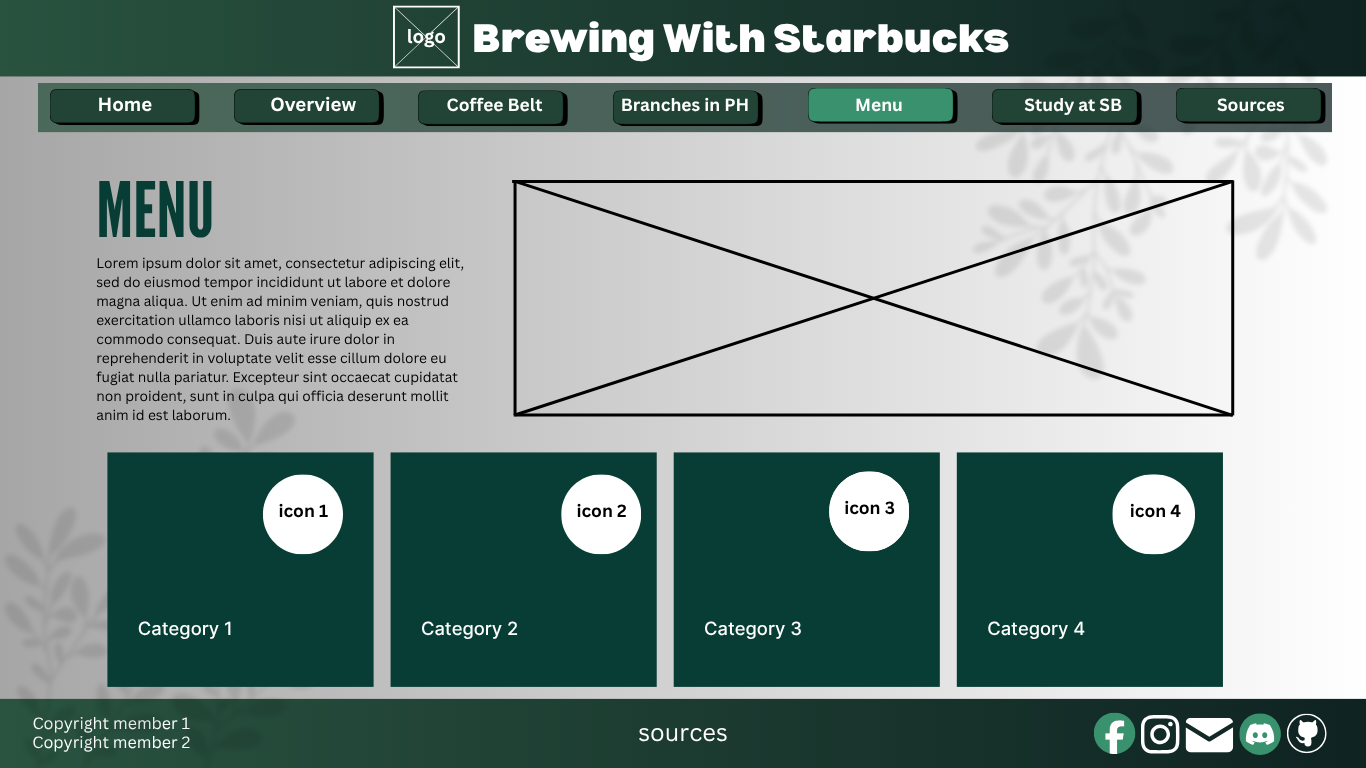 logo
Brewing With Starbucks
Home
Overview
Coffee Belt
Branches in PH
Menu
Study at SB
Sources
MENU
Lorem ipsum dolor sit amet, consectetur adipiscing elit,
sed do eiusmod tempor incididunt ut labore et dolore
magna aliqua. Ut enim ad minim veniam, quis nostrud
exercitation ullamco laboris nisi ut aliquip ex ea
commodo consequat. Duis aute irure dolor in
reprehenderit in voluptate velit esse cillum dolore eu
fugiat nulla pariatur. Excepteur sint occaecat cupidatat
non proident, sunt in culpa qui officia deserunt mollit
anim id est laborum.
icon 1
Category 1
icon 2
Category 2
icon 3
Category 3
icon 4
Category 4
Copyright member 1
Copyright member 2
sources